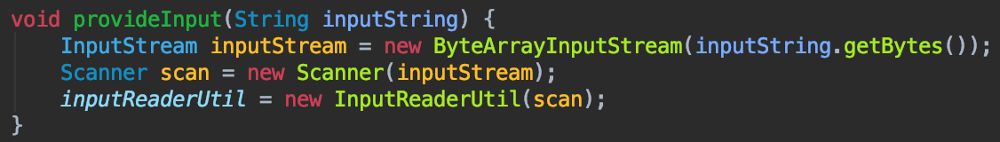 void provideInput(String inputString) {
    InputStream inputStream = new ByteArrayInputStream(inputString.getBytes());
    Scanner scan = new Scanner(inputStream);
    inputReaderUtil = new InputReaderUtil(scan);
}